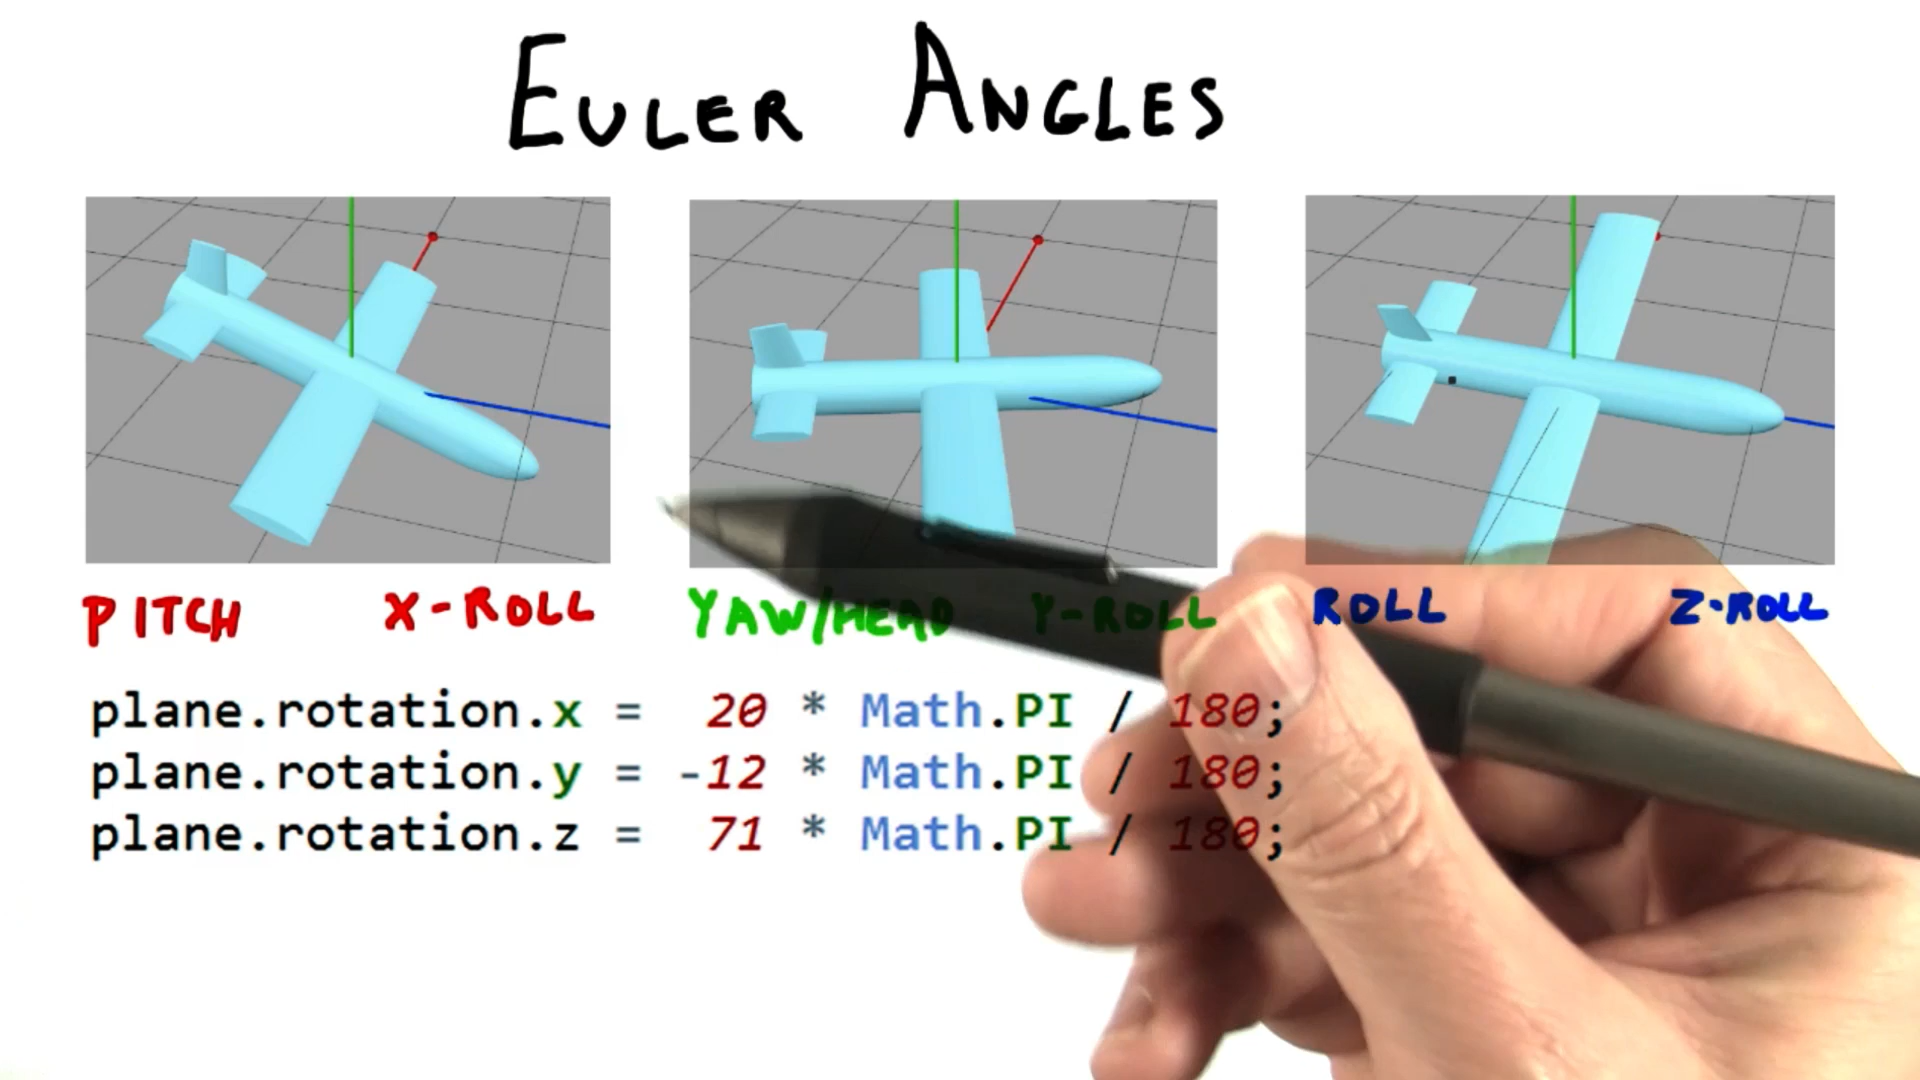 EULER ANGLES
PITCH X-ROLL YAW/HEAD Y-ROLL ROLL Z-ROLL
plane.rotation.x = 20 * Math.PI / 180;
plane.rotation.y = -12 * Math.PI / 180;
plane.rotation.z = 71 * Math.PI / 180;